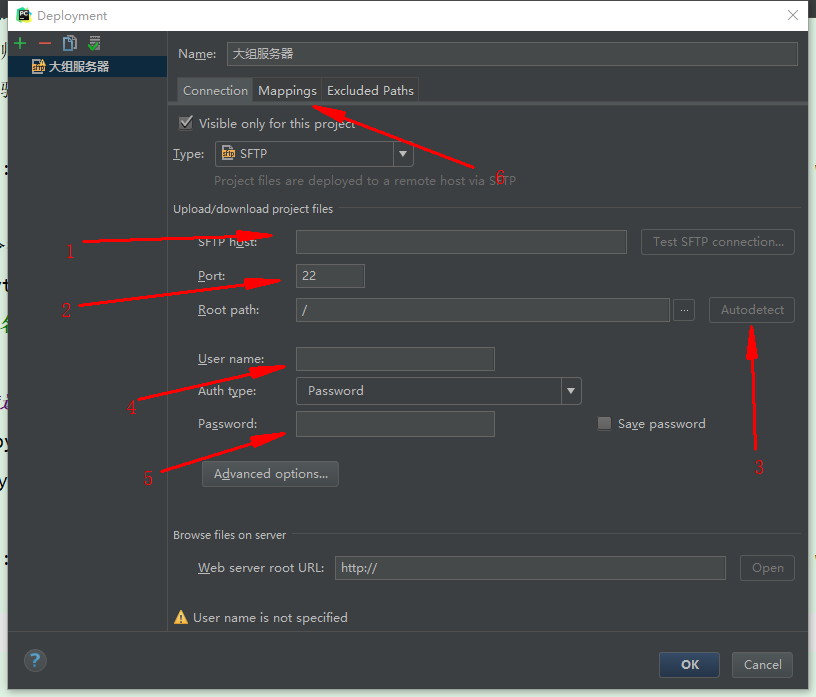 Deployment
大组服务器
Name: 大组服务器
Connection Mappings Excluded Paths
Visible only for this project
Type: SFTP
6
Project files are deployed to a remote host via SFTP
Upload/download project files
1
SFTP host: Test SFTP connection...
Port: 22
2
Root path: / ... Autodetect
User name:
4
Auth type: Password
Password: Save password
3
5
Advanced options...
Browse files on server
Web server root URL: http:// Open
User name is not specified
?
OK Cancel